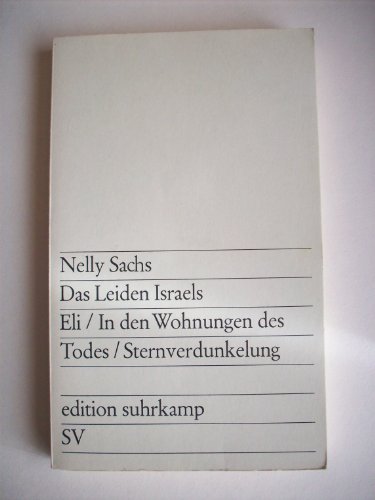 Nelly Sachs
Das Leiden Israels
Eli / In den Wohnungen des
Todes / Sternverdunkelung
edition suhrkamp
SV